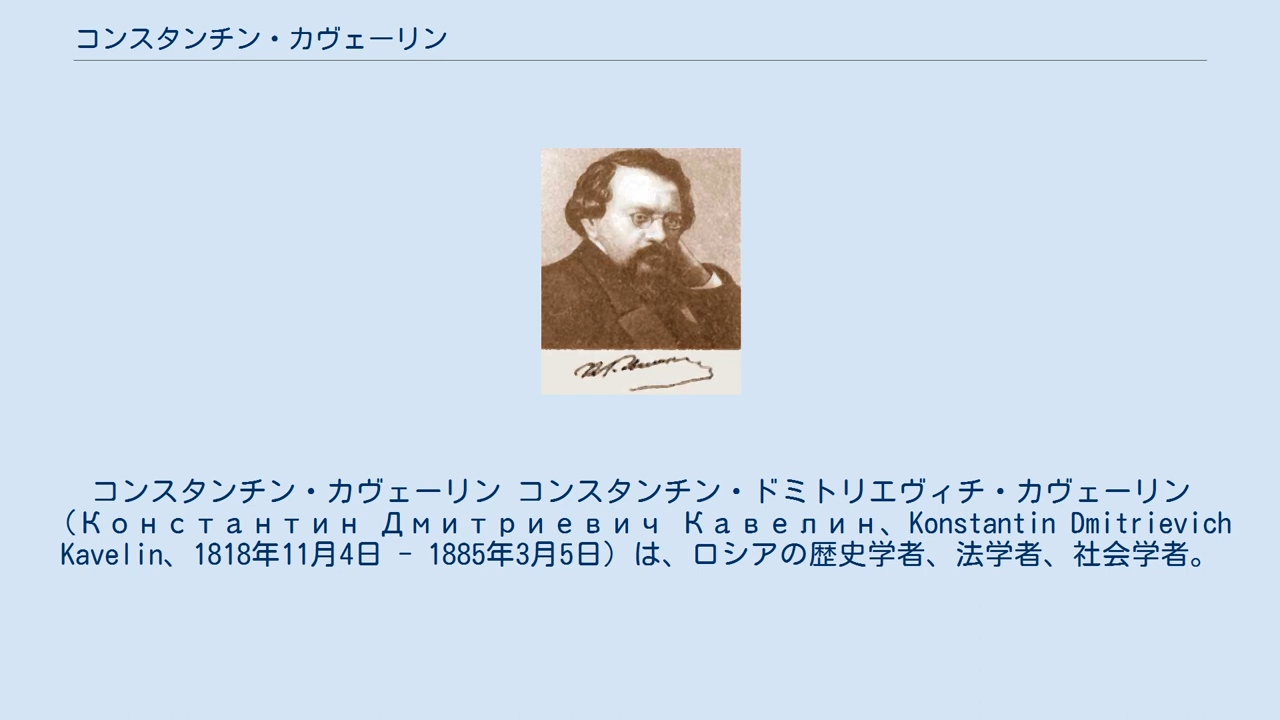 コンスタンチン・カヴェーリン
コンスタンチン・カヴェーリン コンスタンチン・ドミトリエヴィチ・カヴェーリン
（Константин Дмитриевич Кавелин、Konstantin Dmitrievich
Kavelin、1818年11月4日 - 1885年3月5日）は、ロシアの歴史学者、法学者、社会学者。